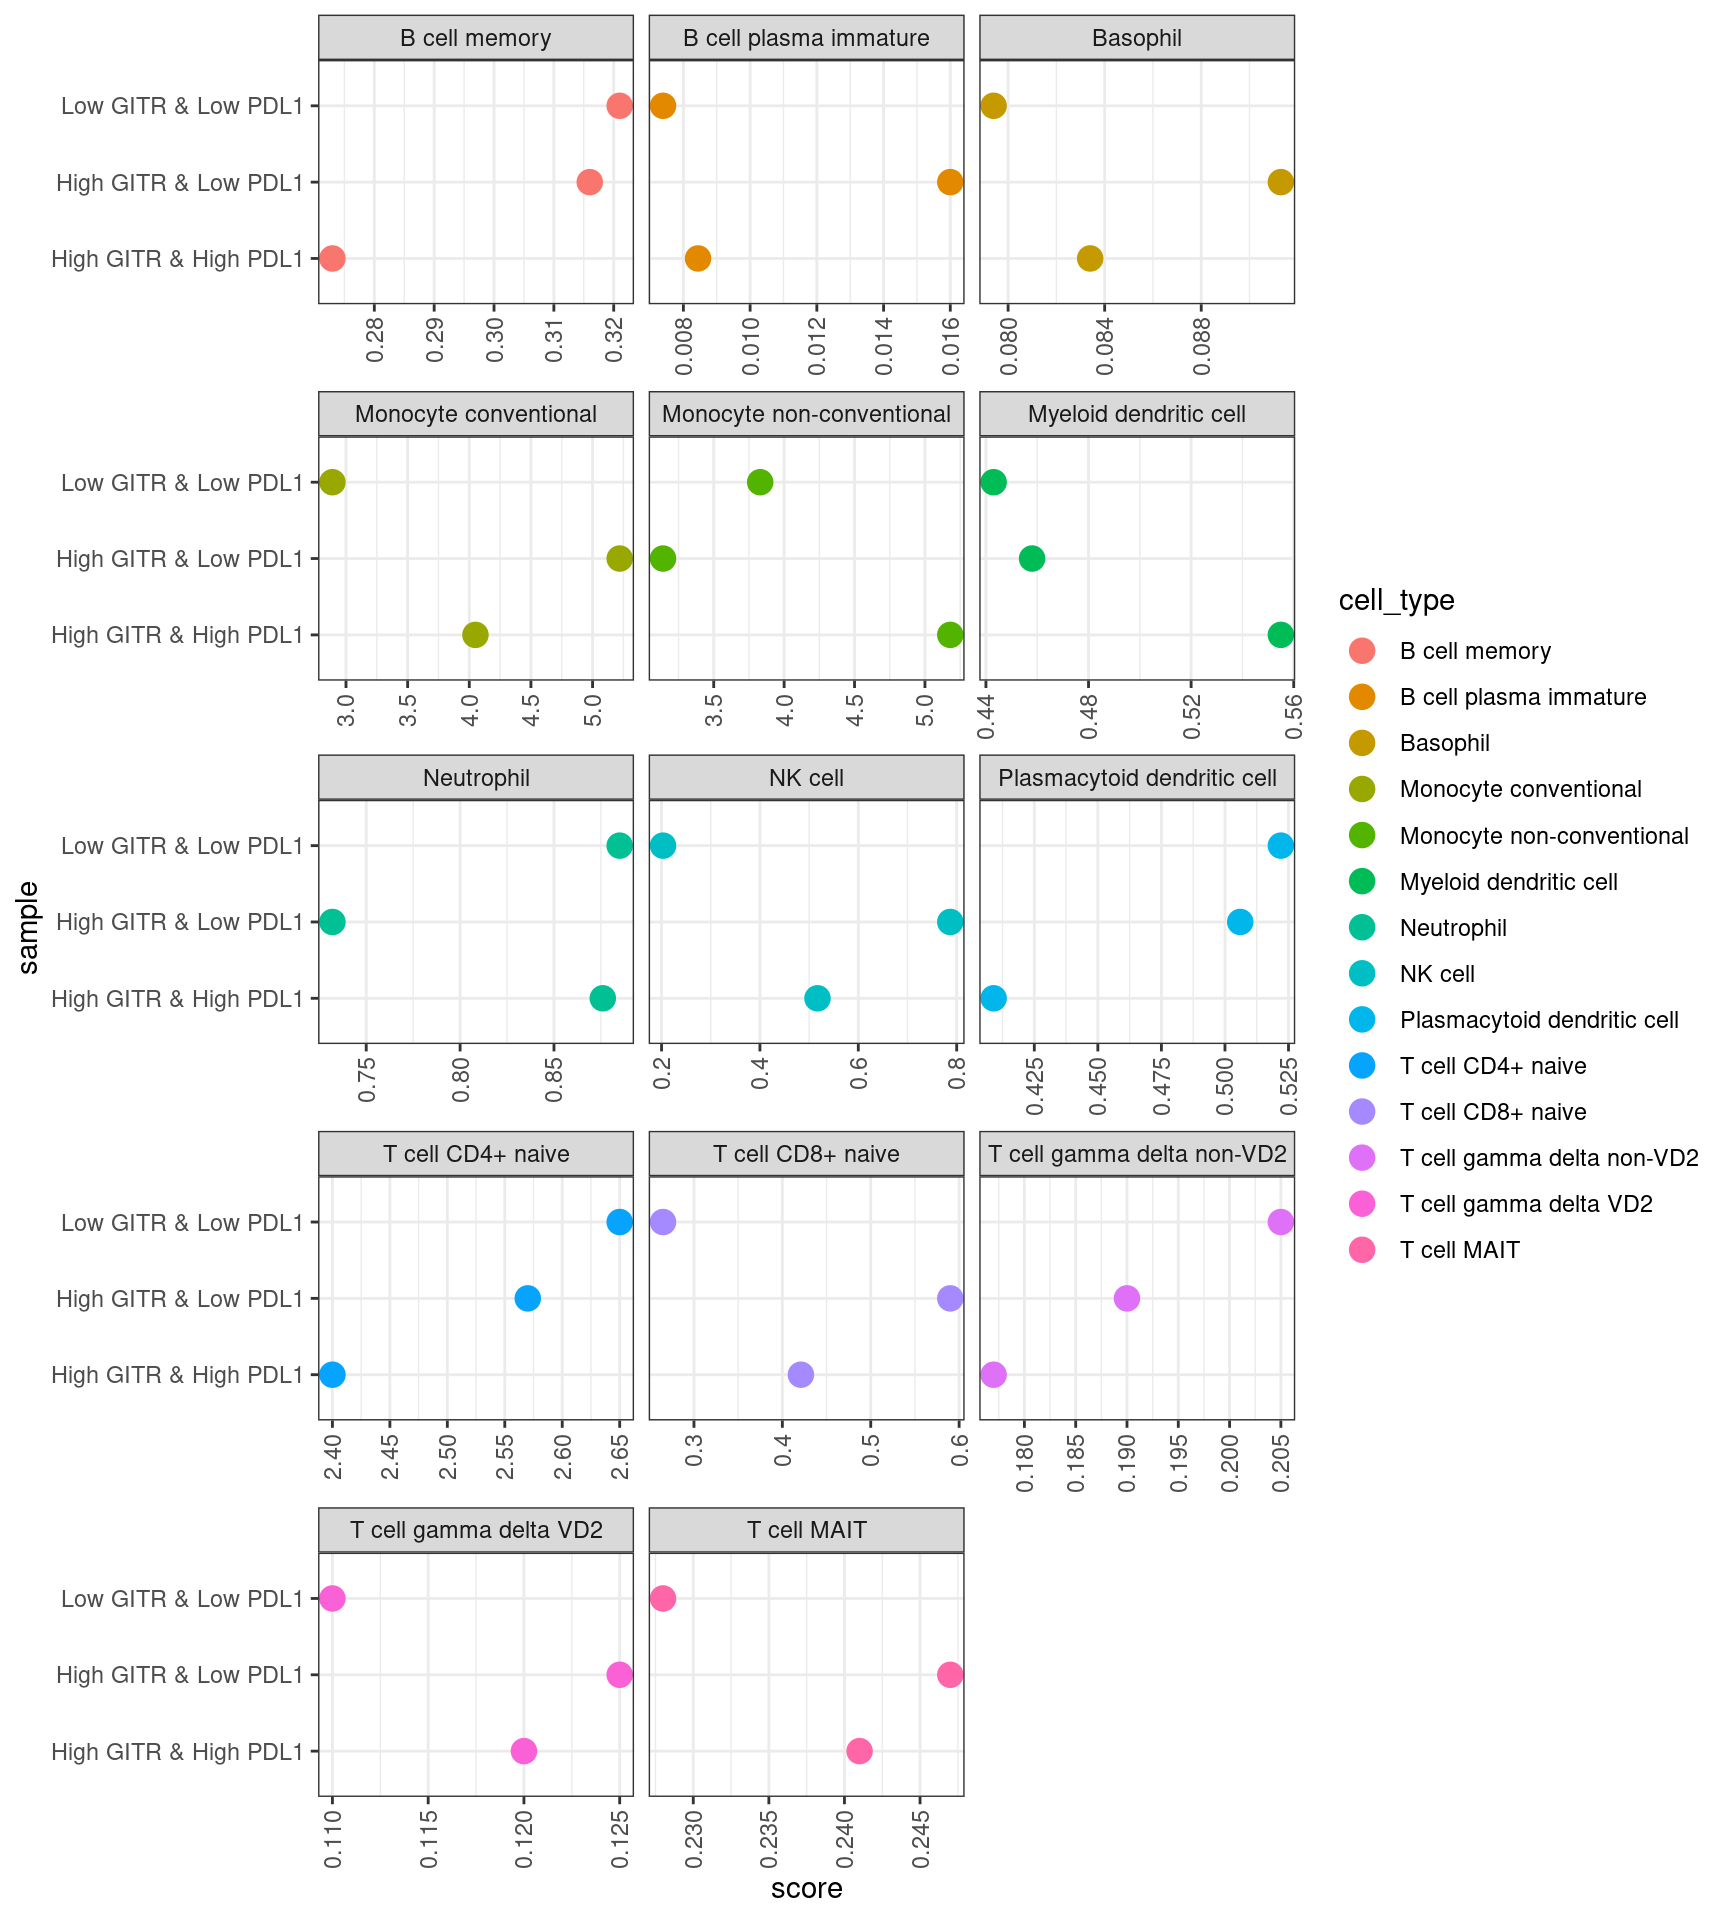 B cell memory
B cell plasma immature
Basophil
Low GITR & Low PDL1
High GITR & Low PDL1
High GITR & High PDL1
0.28
0.29
0.30
0.31
0.32
0.008
0.010
0.012
0.014
0.016
0.080
0.084
0.088
Monocyte conventional
Monocyte non-conventional
Myeloid dendritic cell
Low GITR & Low PDL1
High GITR & Low PDL1
High GITR & High PDL1
3.0
3.5
4.0
4.5
5.0
3.5
4.0
4.5
5.0
0.44
0.48
0.52
0.56
Neutrophil
NK cell
Plasmacytoid dendritic cell
Low GITR & Low PDL1
High GITR & Low PDL1
High GITR & High PDL1
0.75
0.80
0.85
0.2
0.4
0.6
0.8
0.425
0.450
0.475
0.500
0.525
T cell CD4+ naive
T cell CD8+ naive
T cell gamma delta non-VD2
Low GITR & Low PDL1
High GITR & Low PDL1
High GITR & High PDL1
2.40
2.45
2.50
2.55
2.60
2.65
0.3
0.4
0.5
0.6
0.180
0.185
0.190
0.195
0.200
0.205
T cell gamma delta VD2
T cell MAIT
Low GITR & Low PDL1
High GITR & Low PDL1
High GITR & High PDL1
0.110
0.115
0.120
0.125
0.230
0.235
0.240
0.245
score
sample
cell_type
B cell memory
B cell plasma immature
Basophil
Monocyte conventional
Monocyte non-conventional
Myeloid dendritic cell
Neutrophil
NK cell
Plasmacytoid dendritic cell
T cell CD4+ naive
T cell CD8+ naive
T cell gamma delta non-VD2
T cell gamma delta VD2
T cell MAIT